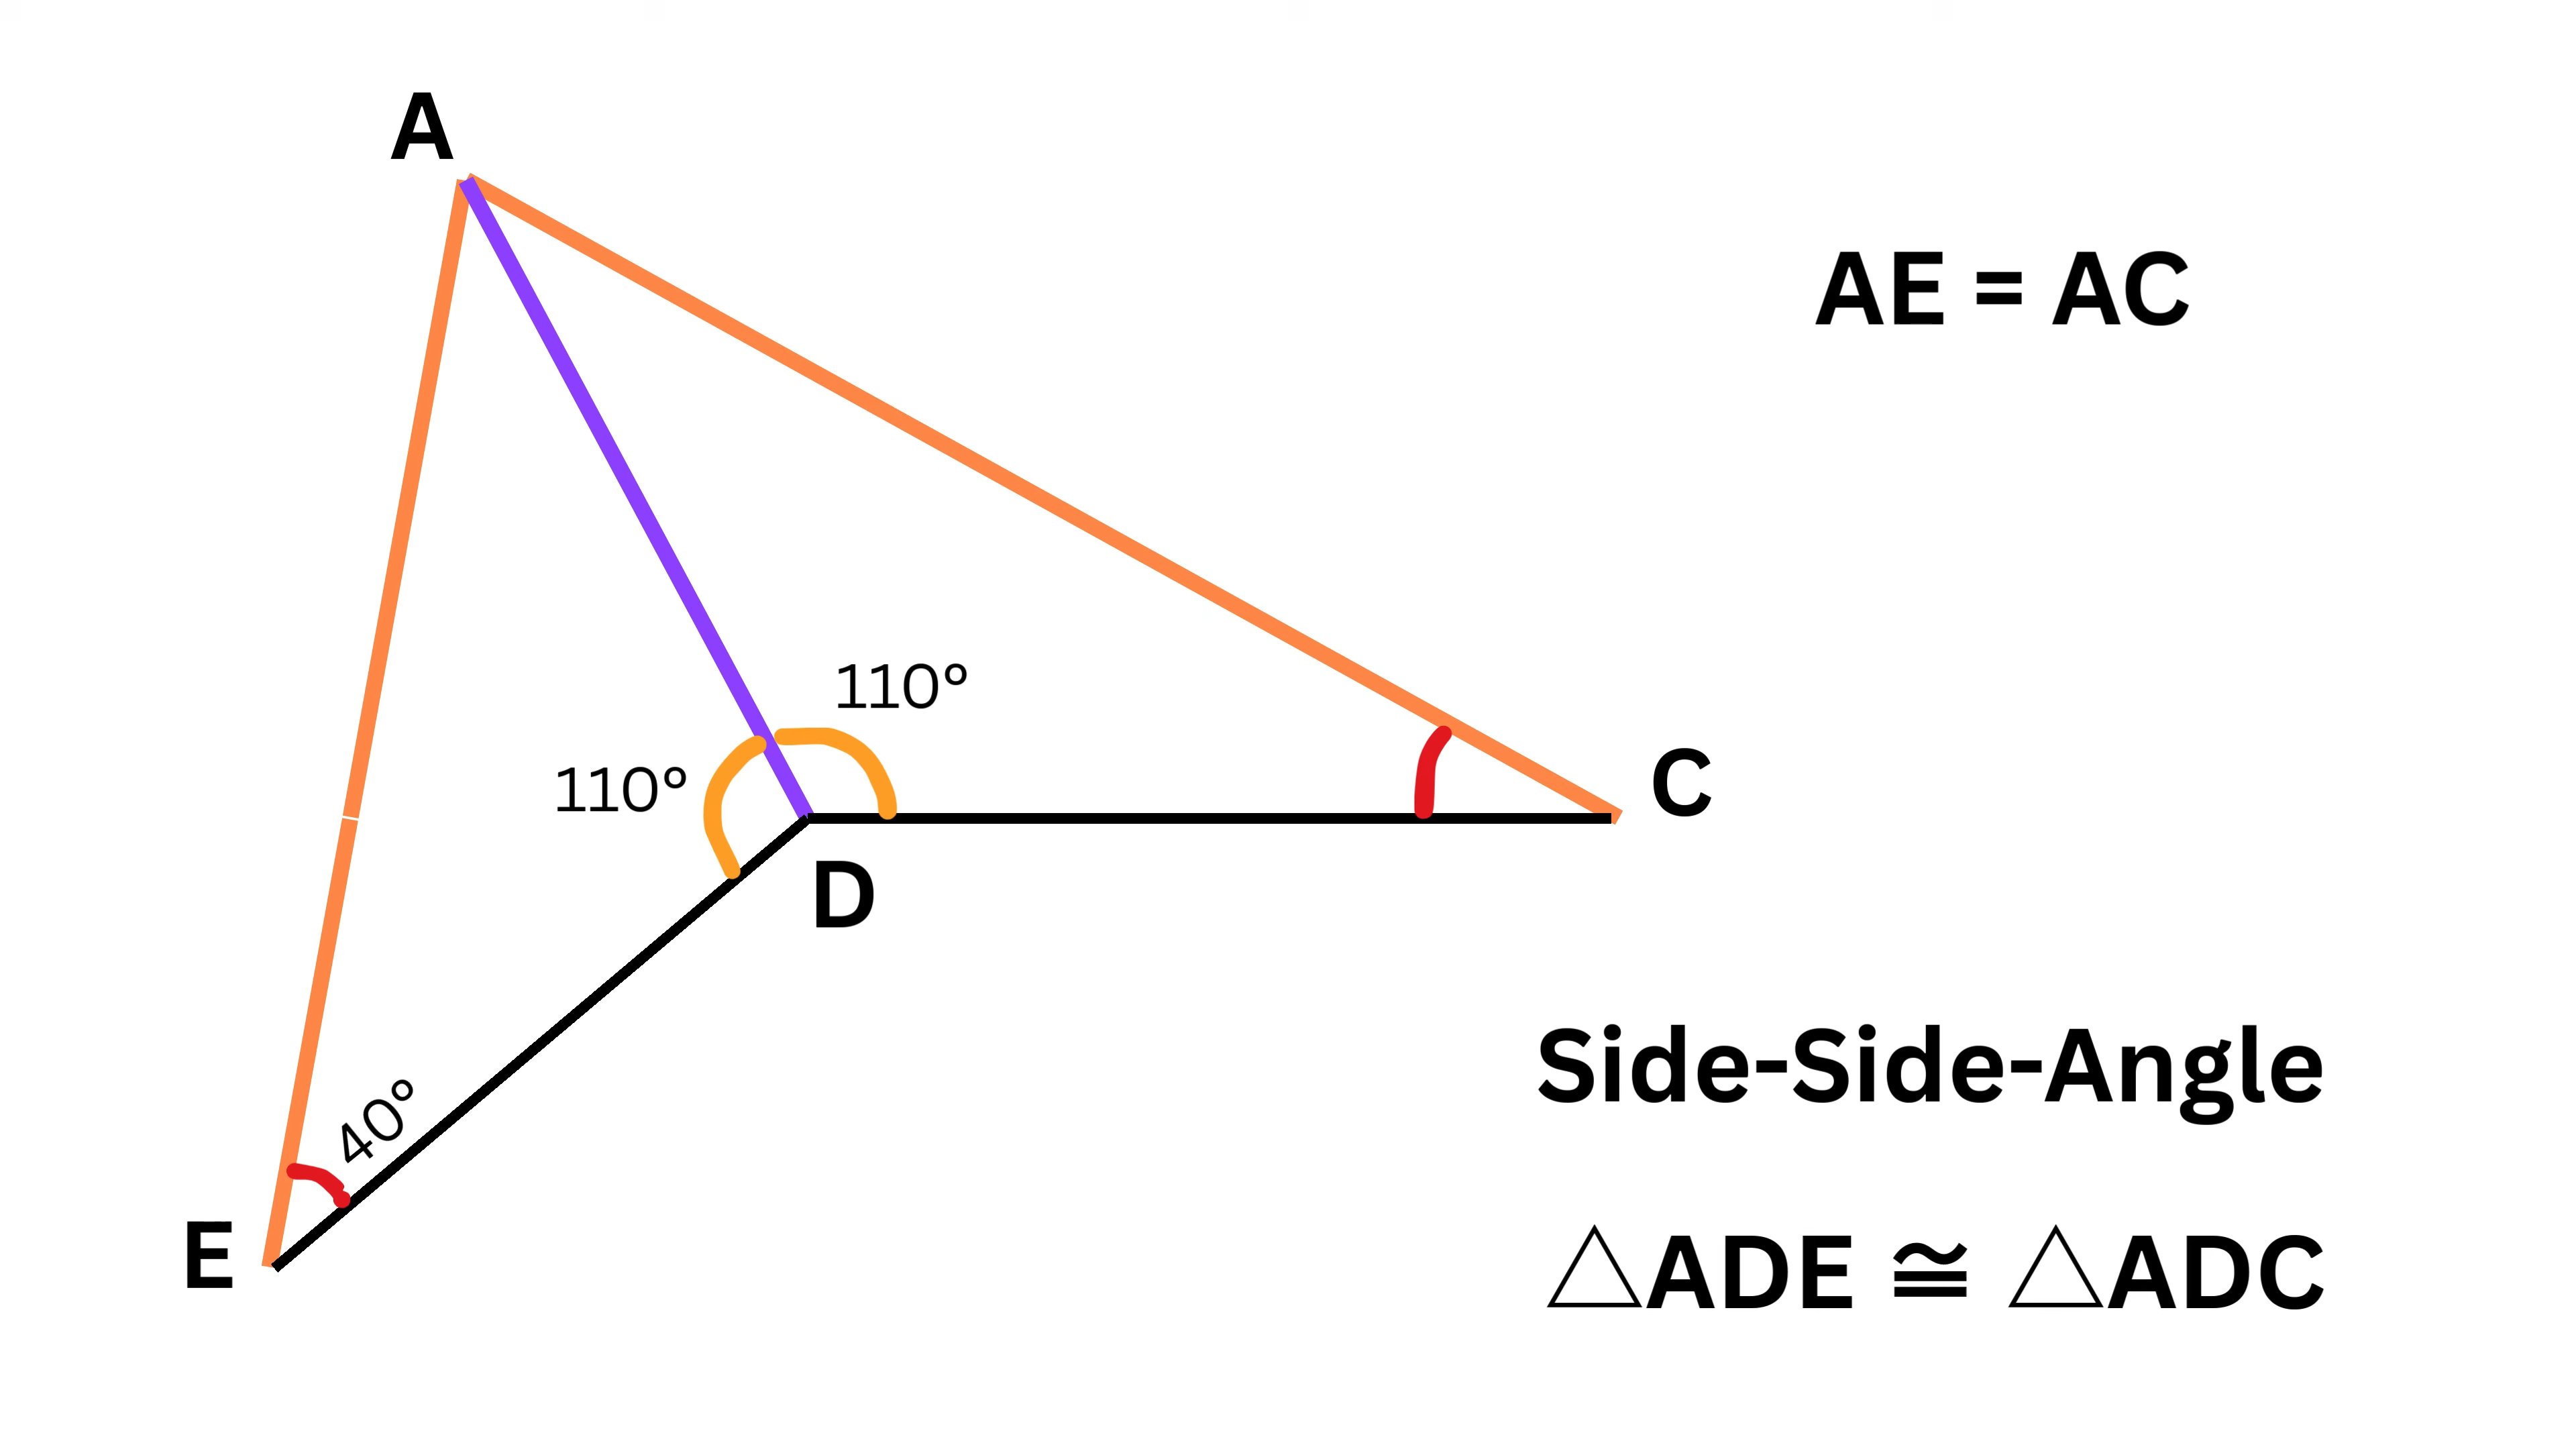 A
AE = AC
110°
110°
C
D
40°
E
Side-Side-Angle
△ADE ≅ △ADC